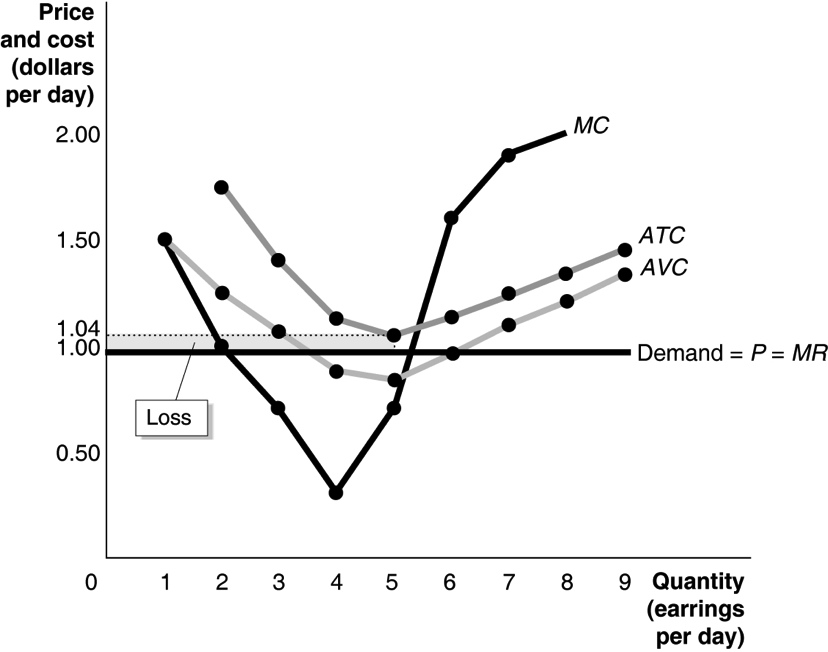 Price
and cost
(dollars
per day)
2.00
MC
1.50
ATC
AVC
1.04
1.00
Demand = P = MR
Loss
0.50
0 1 2 3 4 5 6 7 8 9 Quantity
(earrings
per day)